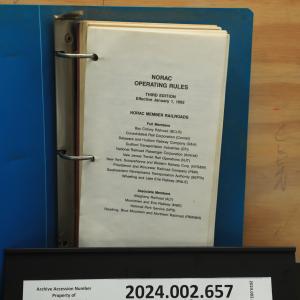 NORAC
OPERATING RULES
THIRD EDITION
Effective January 1, 1992
NORAC MEMBER RAILROADS
Full Members
Bay Colony Railroad (BCLR)
Consolidated Rail Corporation (Conrail)
Delaware and Hudson Railway Company (D&H)
Guilford Transportation Industries (GTI)
National Railroad Passenger Corporation (Amtrak)
New Jersey Transit Rail Operations (NJT)
New York, Susquehanna and Western Railway Corp. (NYS&W)
Providence and Worcester Railroad Company (PW)
Southeastern Pennsylvania Transportation Authority (SEPTA)
Wheeling and Lake Erie Railway (W&LE)
Associate Members
Allegheny Railroad (ALY)
Morristown and Erie Railway (M&E)
National Park Service (NPS)
Reading, Blue Mountain and Northern Railroad (RBM&N)
Archive Accession Number
Property of
2024.002.657